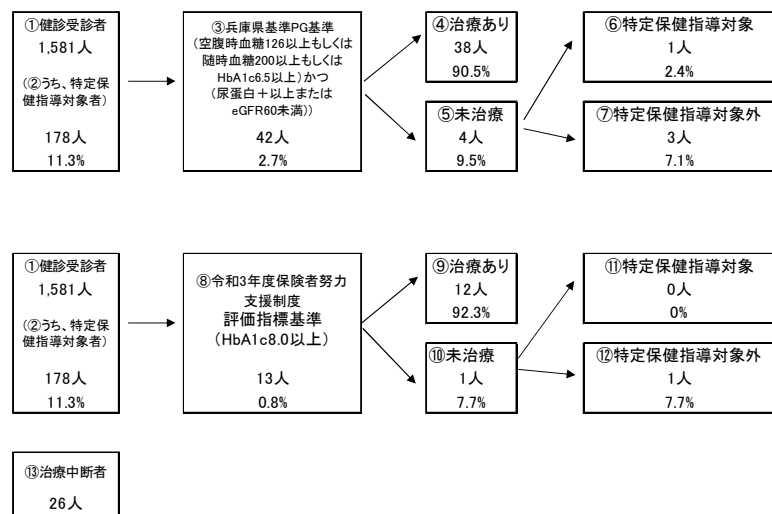 ①健診受診者
1,581人
(②うち、特定保
健指導対象者)
178人
11.3%
③兵庫県基準PG基準
(空腹時血糖126以上もしくは
随時血糖200以上もしくは
HbA1c6.5以上)かつ
(尿蛋白+以上または
eGFR60未満))
42人
2.7%
④治療あり
38人
90.5%
⑤未治療
4人
9.5%
⑥特定保健指導対象
1人
2.4%
⑦特定保健指導対象外
3人
7.1%
①健診受診者
1,581人
(②うち、特定保
健指導対象者)
178人
11.3%
⑧令和3年度保険者努力
支援制度
評価指標基準
(HbA1c8.0以上)
13人
0.8%
⑨治療あり
12人
92.3%
⑩未治療
1人
7.7%
⑪特定保健指導対象
0人
0%
⑫特定保健指導対象外
1人
7.7%
⑬治療中断者
26人